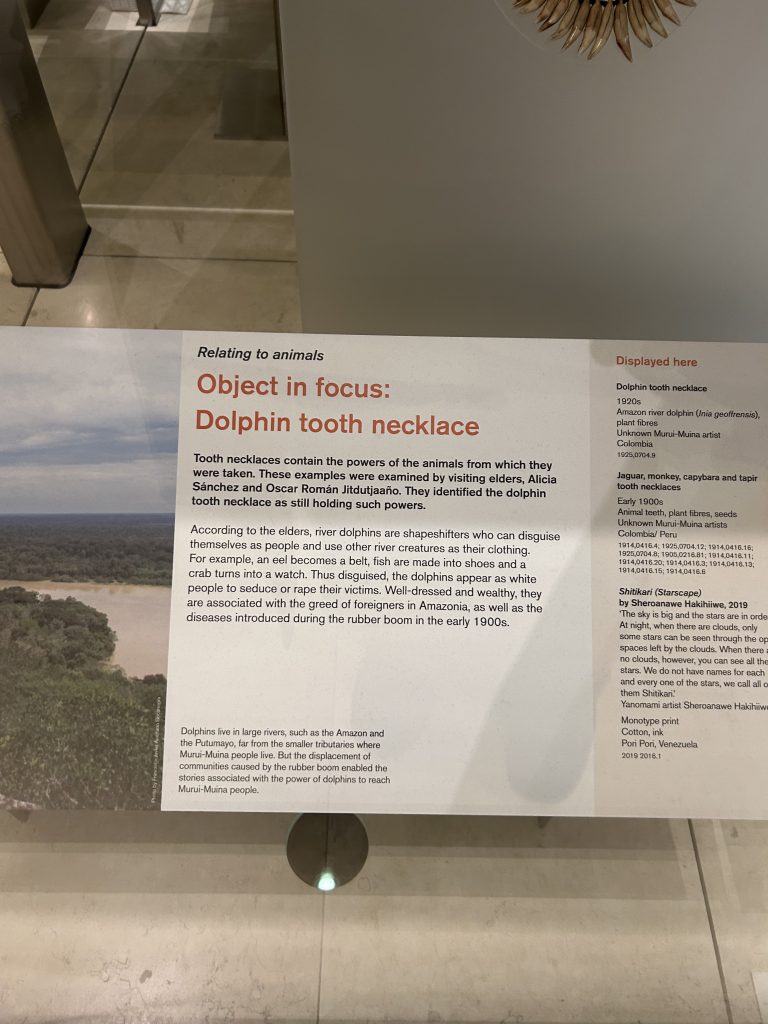 Relating to animals
Object in focus:
Dolphin tooth necklace
Tooth necklaces contain the powers of the animals from which they
were taken. These examples were examined by visiting elders, Alicia
Sánchez and Oscar Román Jitdutjaaño. They identified the dolphin
tooth necklace as still holding such powers.
According to the elders, river dolphins are shapeshifters who can disguise
themselves as people and use other river creatures as their clothing.
For example, an eel becomes a belt, fish are made into shoes and a
crab turns into a watch. Thus disguised, the dolphins appear as white
people to seduce or rape their victims. Well-dressed and wealthy, they
are associated with the greed of foreigners in Amazonia, as well as the
diseases introduced during the rubber boom in the early 1900s.
Dolphins live in large rivers, such as the Amazon and
the Putumayo, far from the smaller tributaries where
Murui-Muina people live. But the displacement of
communities caused by the rubber boom enabled the
stories associated with the power of dolphins to reach
Murui-Muina people.
Displayed here
Dolphin tooth necklace
1920s
Amazon river dolphin (Inia geoffrensis),
plant fibres
Unknown Murui-Muina artist
Colombia
1925,0704.9
Jaguar, monkey, capybara and tapir
tooth necklaces
Early 1900s
Animal teeth, plant fibres, seeds
Unknown Murui-Muina artists
Colombia/ Peru
1914,0416.4; 1925,0704.12; 1914,0416.16;
1925,0704.8; 1905,0216.81; 1914,0416.11;
1914,0416.20; 1914,0416.3; 1914,0416.13;
1914,0416.15; 1914,0416.6
Shitikari (Starscape)
by Sheroanawe Hakihiiwe, 2019
'The sky is big and the stars are in orde
At night, when there are clouds, only
some stars can be seen through the op
spaces left by the clouds. When there a
no clouds, however, you can see all the
stars. We do not have names for each
and every one of the stars, we call all o
them Shitikari.'
Yanomami artist Sheroanawe Hakihiiwe
Monotype print
Cotton, ink
Pori Pori, Venezuela
2019 2016.1